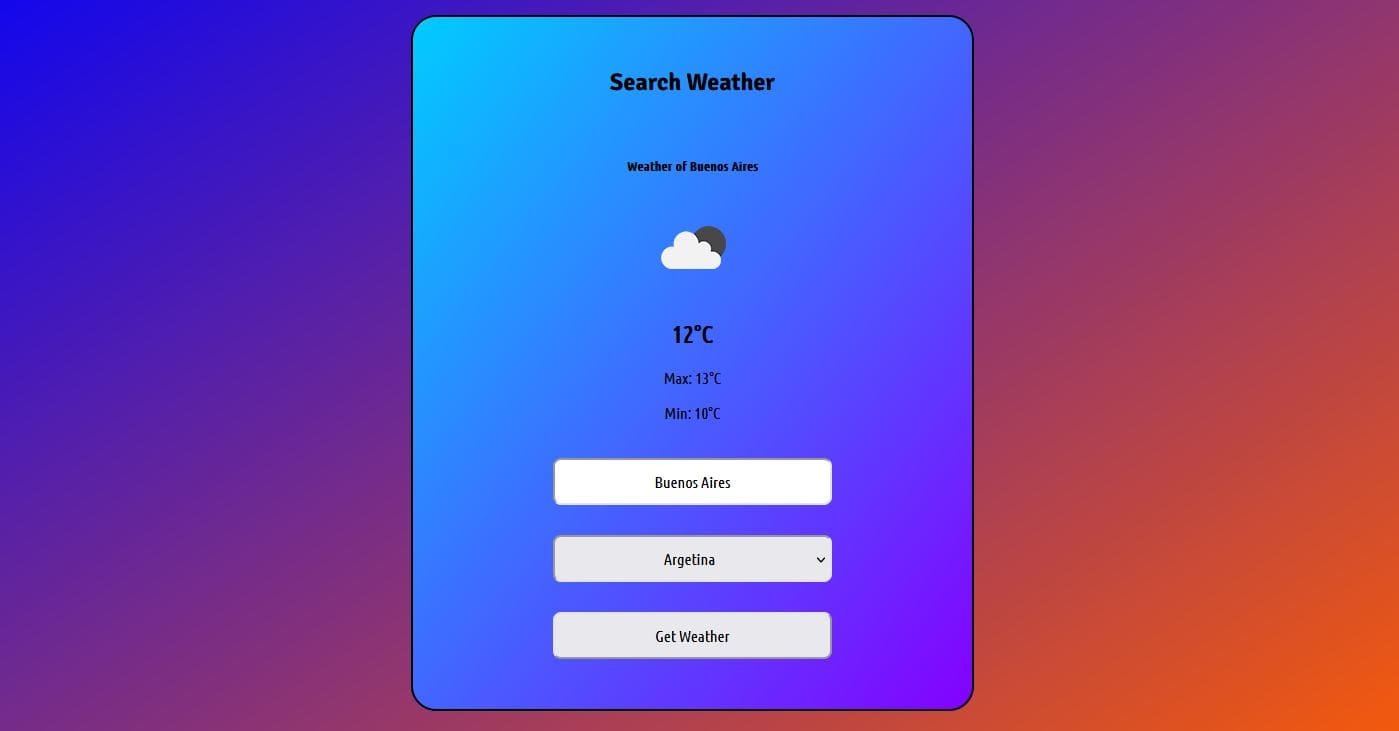 Search Weather
Weather of Buenos Aires
12°C
Max: 13°C
Min: 10°C
Buenos Aires
Argetina
Get Weather